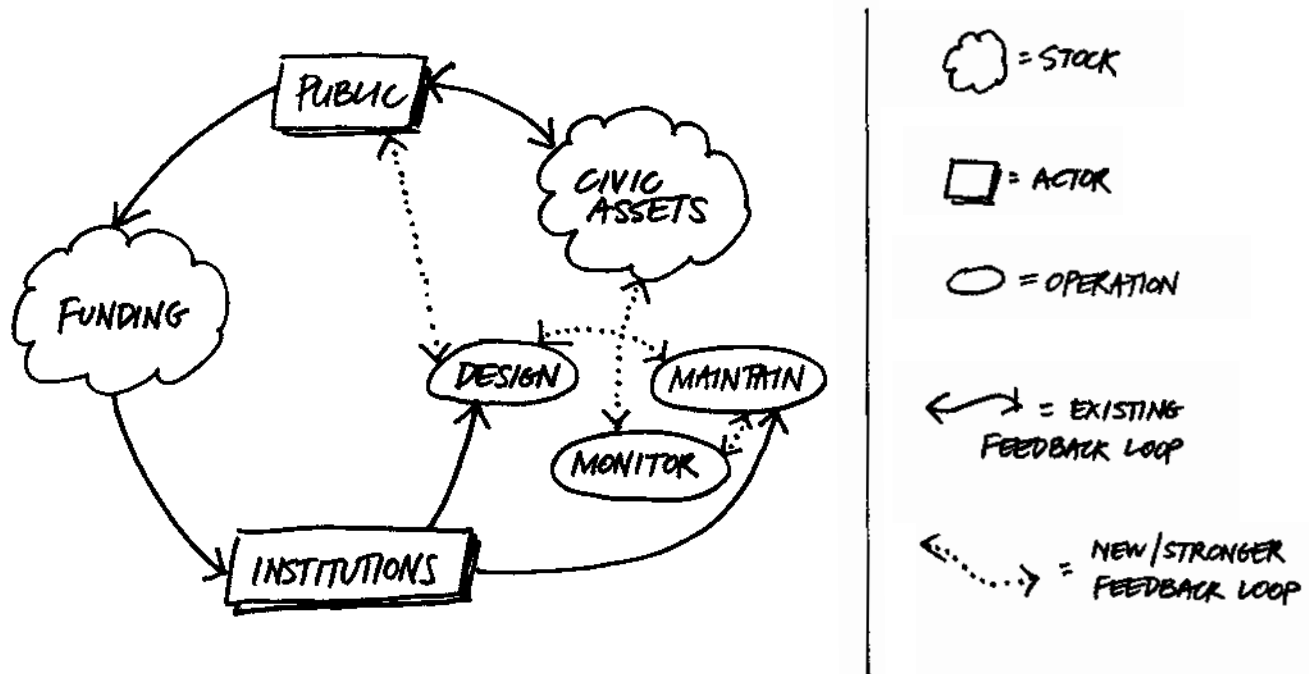 PUBLIC
CIVIC
ASSETS
FUNDING
DESIGN
MAINTAIN
MONITOR
INSTITUTIONS
= STOCK
= ACTOR
= OPERATION
= EXISTING
FEEDBACK LOOP
= NEW/STRONGER
FEEDBACK LOOP